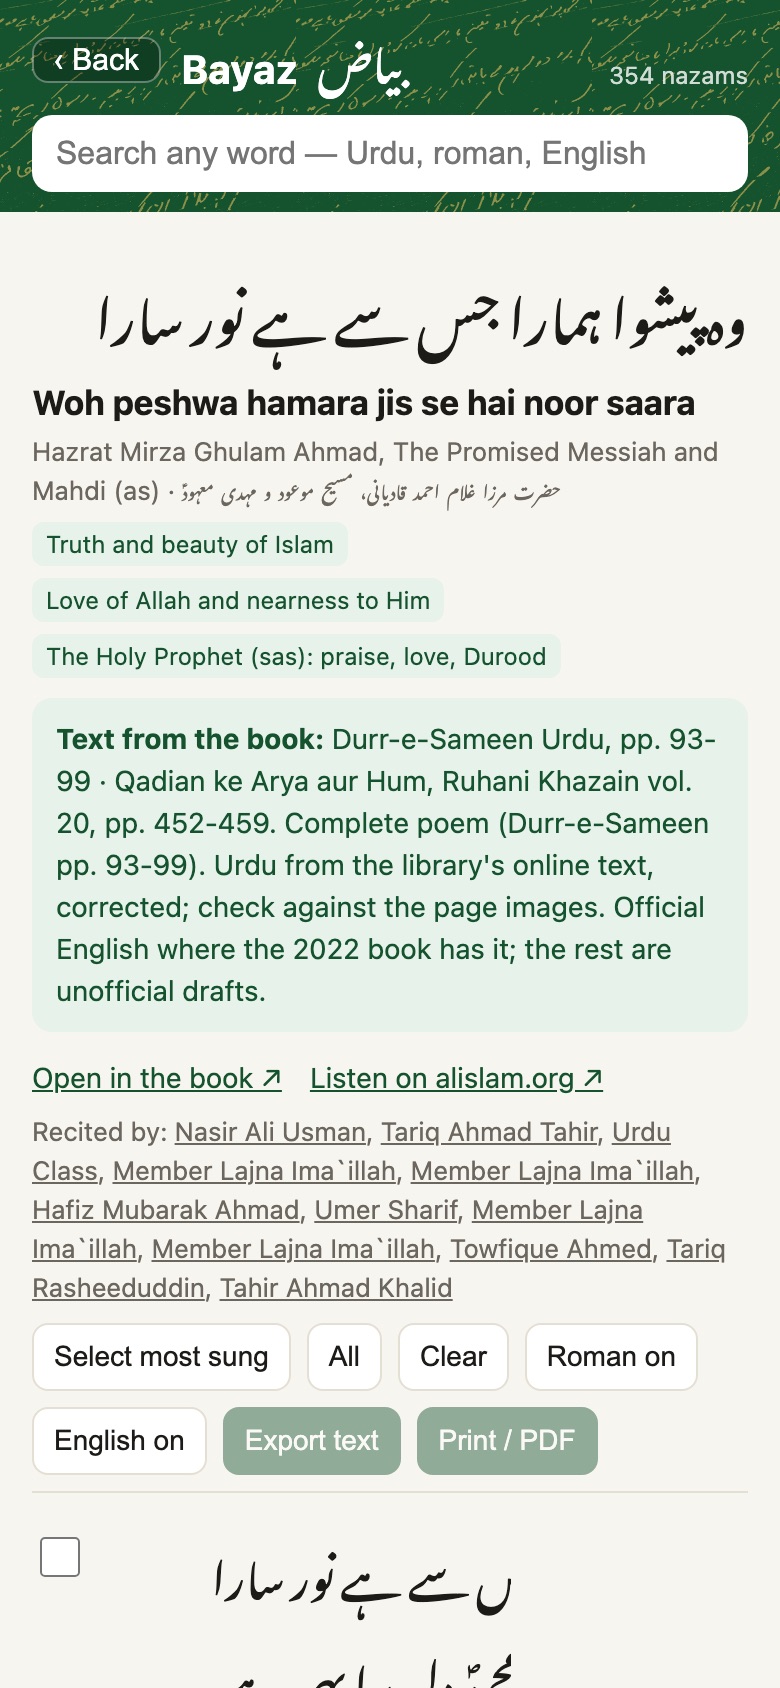 ‹ Back
Bayaz بیاض
354 nazams
Search any word — Urdu, roman, English
وہ پیشوا ہمارا جس سے ہے نور سارا
Woh peshwa hamara jis se hai noor saara
Hazrat Mirza Ghulam Ahmad, The Promised Messiah and
Mahdi (as) · حضرت مرزا غلام احمد قادیانی، مسیح موعود و مہدی معہودؑ
Truth and beauty of Islam
Love of Allah and nearness to Him
The Holy Prophet (sas): praise, love, Durood
Text from the book: Durr-e-Sameen Urdu, pp. 93-
99 · Qadian ke Arya aur Hum, Ruhani Khazain vol.
20, pp. 452-459. Complete poem (Durr-e-Sameen
pp. 93-99). Urdu from the library's online text,
corrected; check against the page images. Official
English where the 2022 book has it; the rest are
unofficial drafts.
Open in the book ↗ Listen on alislam.org ↗
Recited by: Nasir Ali Usman, Tariq Ahmad Tahir, Urdu
Class, Member Lajna Ima`illah, Member Lajna Ima`illah,
Hafiz Mubarak Ahmad, Umer Sharif, Member Lajna
Ima`illah, Member Lajna Ima`illah, Towfique Ahmed, Tariq
Rasheeduddin, Tahir Ahmad Khalid
Select most sung All Clear Roman on
English on Export text Print / PDF
سے ہے نور سارا